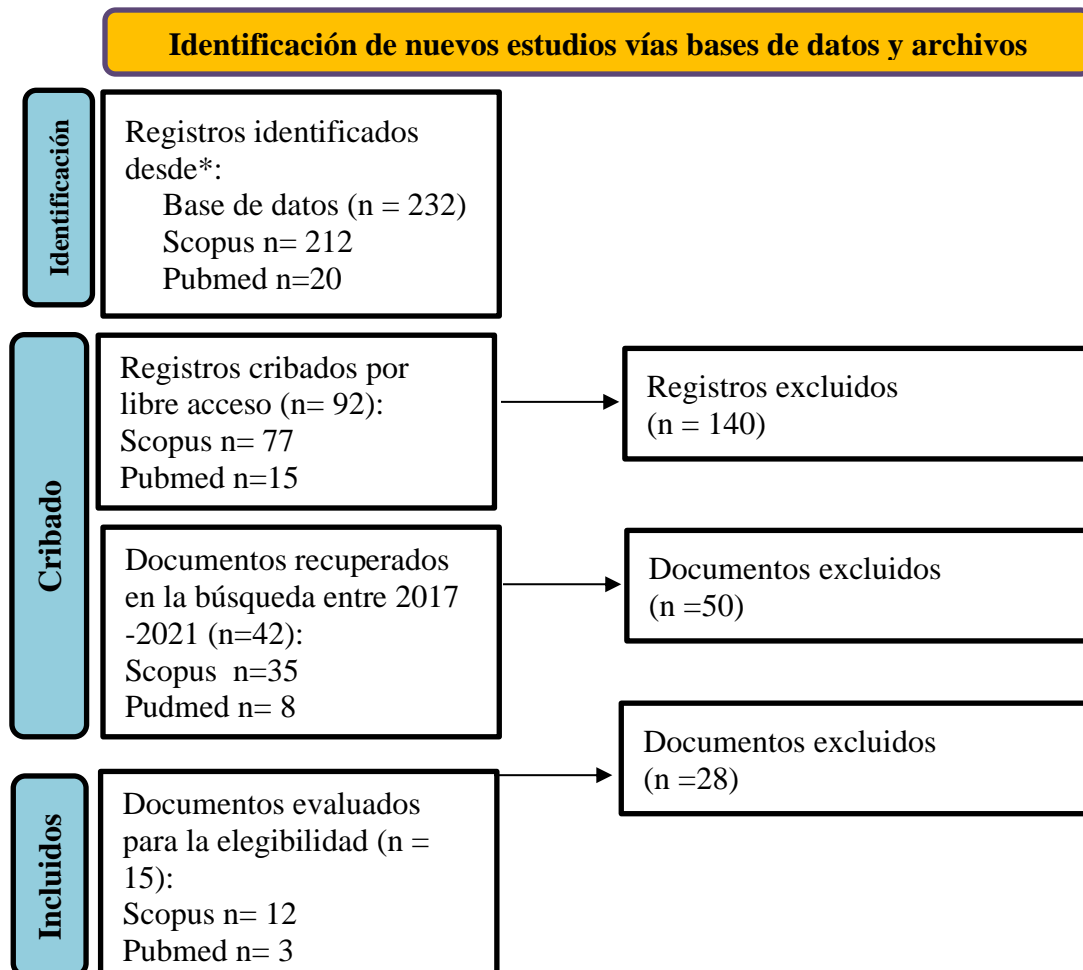 Identificación de nuevos estudios vías bases de datos y archivos
Identificación
Registros identificados
desde*:
Base de datos (n = 232)
Scopus n= 212
Pubmed n=20
Cribado
Registros cribados por
libre acceso (n= 92):
Scopus n= 77
Pubmed n=15
Registros excluidos
(n = 140)
Documentos recuperados
en la búsqueda entre 2017
-2021 (n=42):
Scopus n=35
Pudmed n= 8
Documentos excluidos
(n =50)
Documentos excluidos
(n =28)
Incluidos
Documentos evaluados
para la elegibilidad (n =
15):
Scopus n= 12
Pubmed n= 3